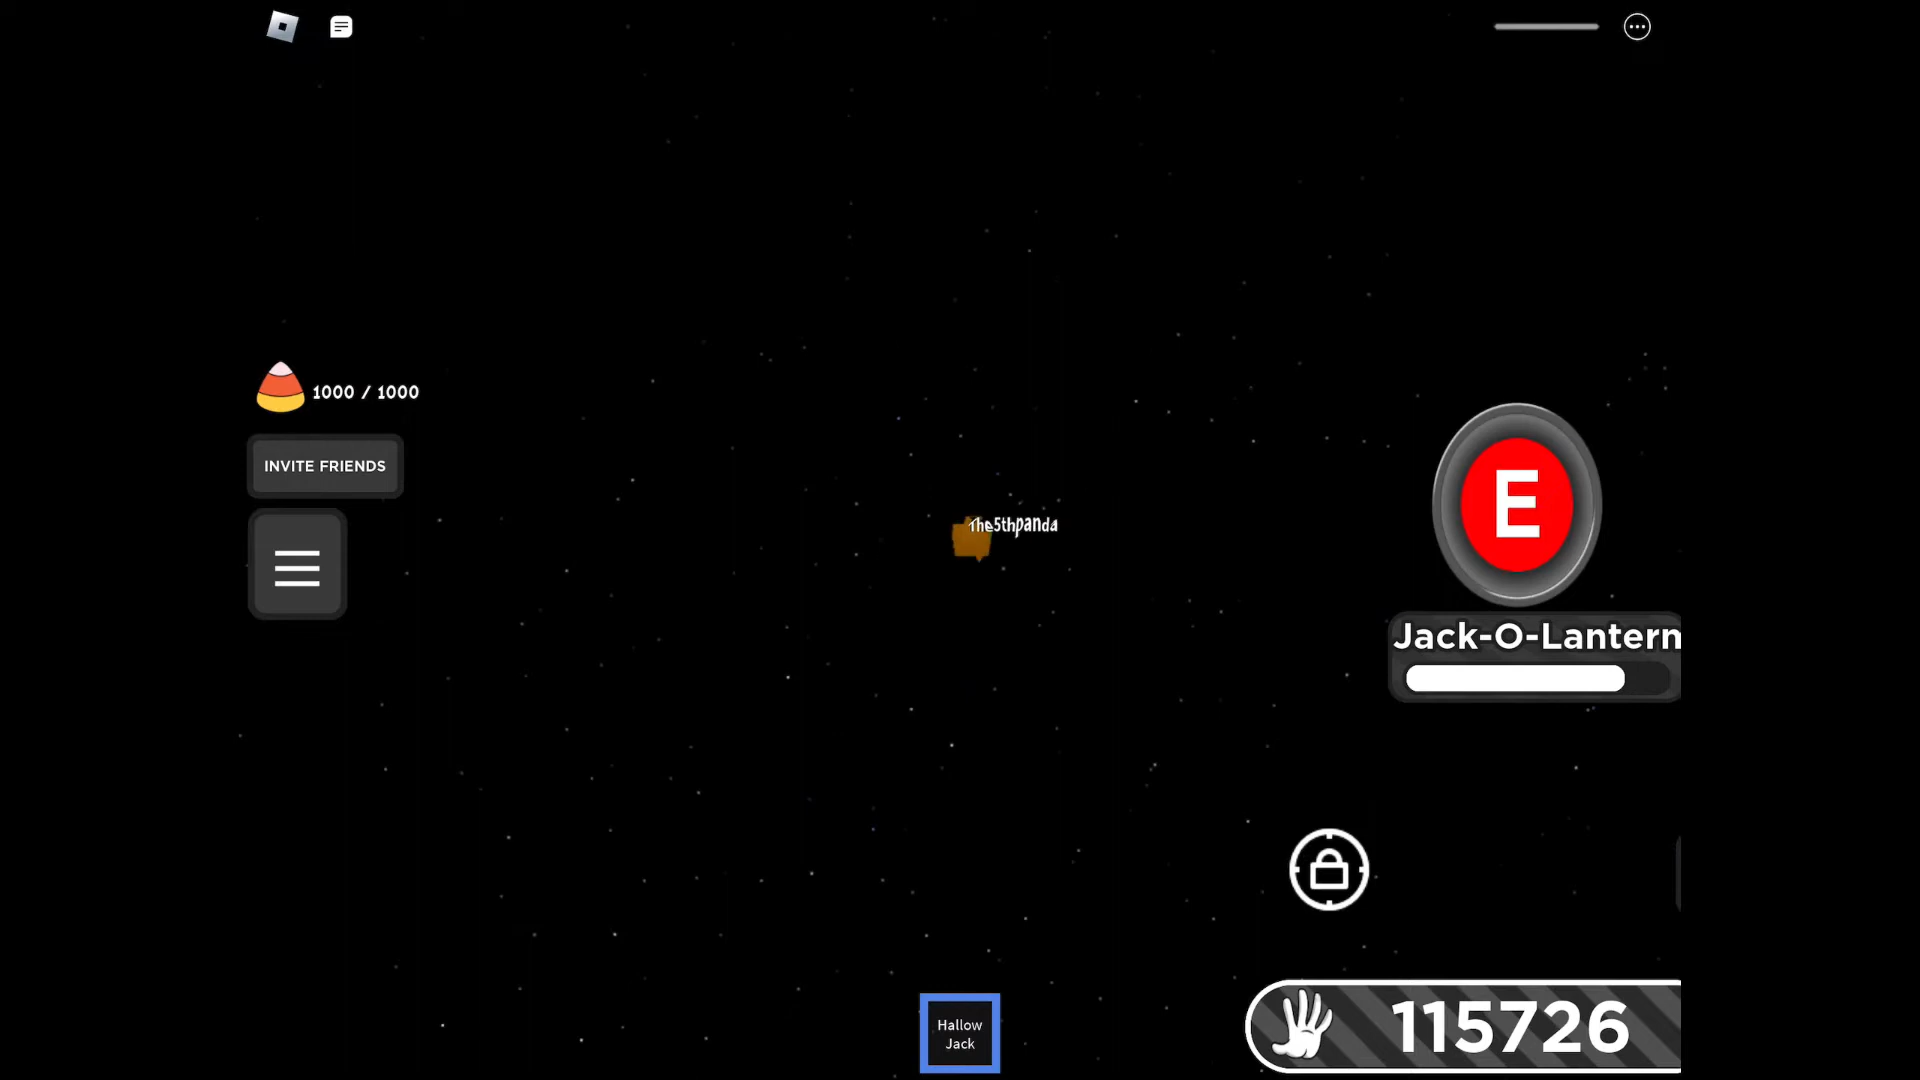 1000 / 1000
INVITE FRIENDS
The5thpanda
E
Jack-O-Lantern
Hallow
Jack
115726